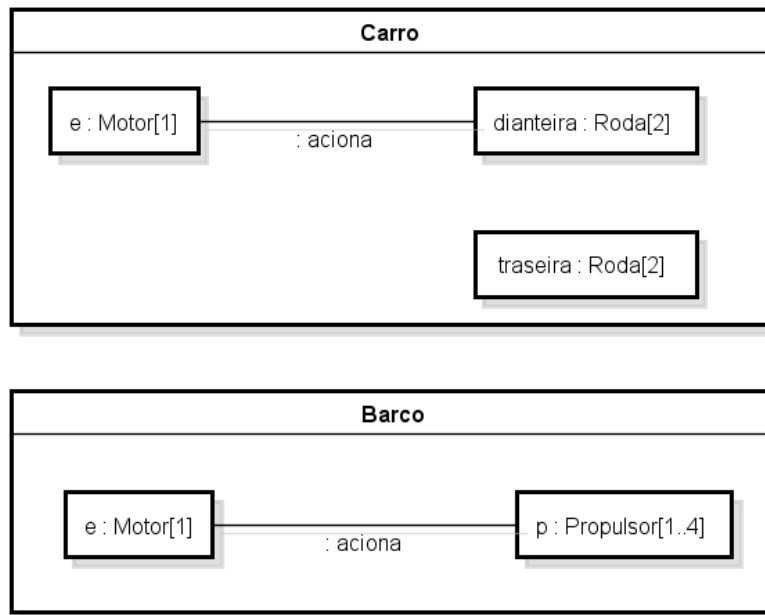 Carro
e : Motor[1]
: aciona
dianteira : Roda[2]
traseira : Roda[2]
Barco
e : Motor[1]
: aciona
p : Propulsor[1..4]